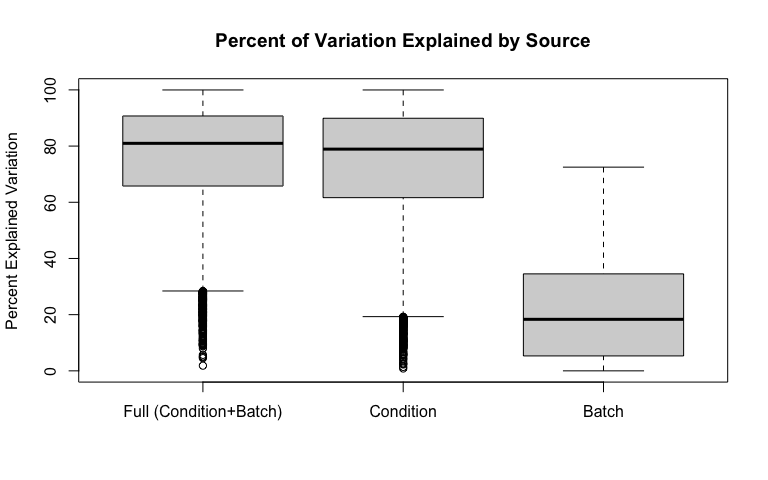 Percent of Variation Explained by Source
Percent Explained Variation
100
80
60
40
20
0
Full (Condition+Batch)
Condition
Batch